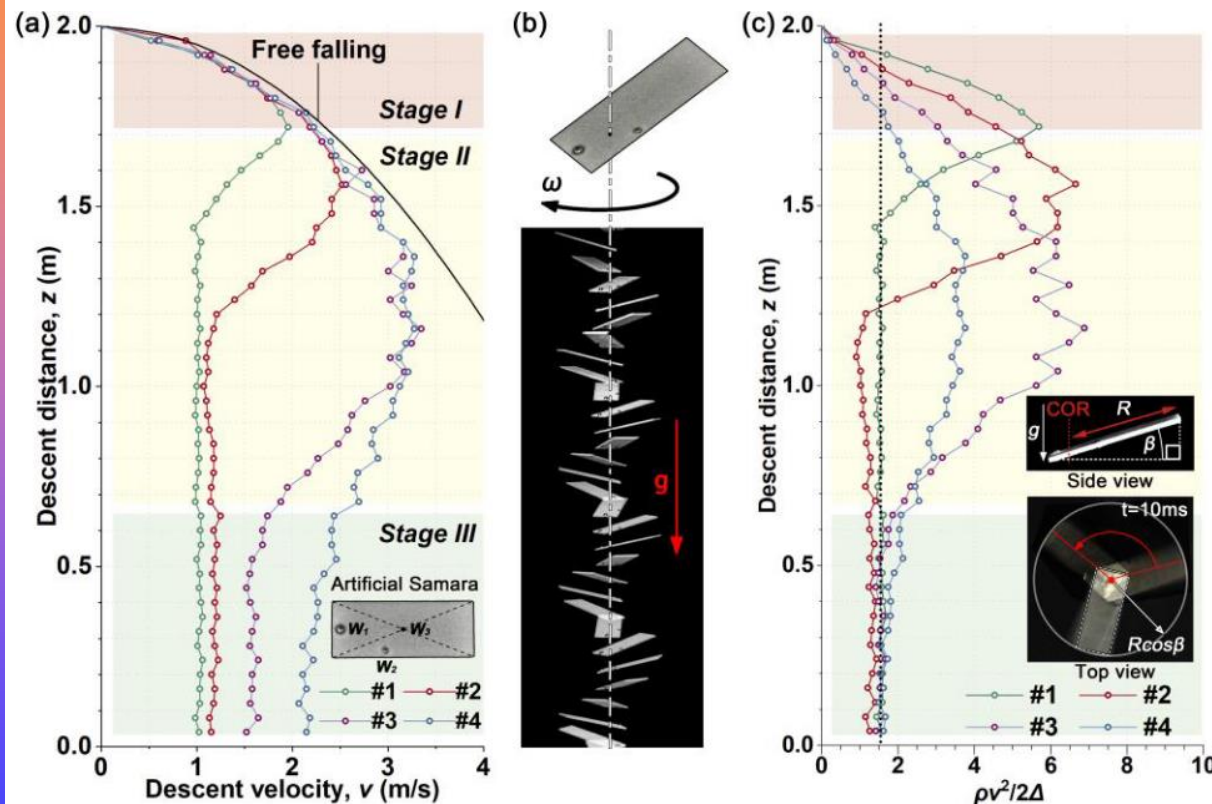 (a)
2.0
Free falling
Stage I
Stage II
1.5
Descent distance, z (m)
1.0
Stage III
0.5
Artificial Samara
W₁ W₃
W₂
#1 #2
#3 #4
0.0
0 1 2 3 4
Descent velocity, v (m/s)
(b)
ω
g
(c)
2.0
1.5
Descent distance, z (m)
1.0
COR R
g β
Side view
t=10ms
0.5
Rcosβ
Top view
#1 #2
#3 #4
0.0
0 2 4 6 8 10
ρv²/2Δ